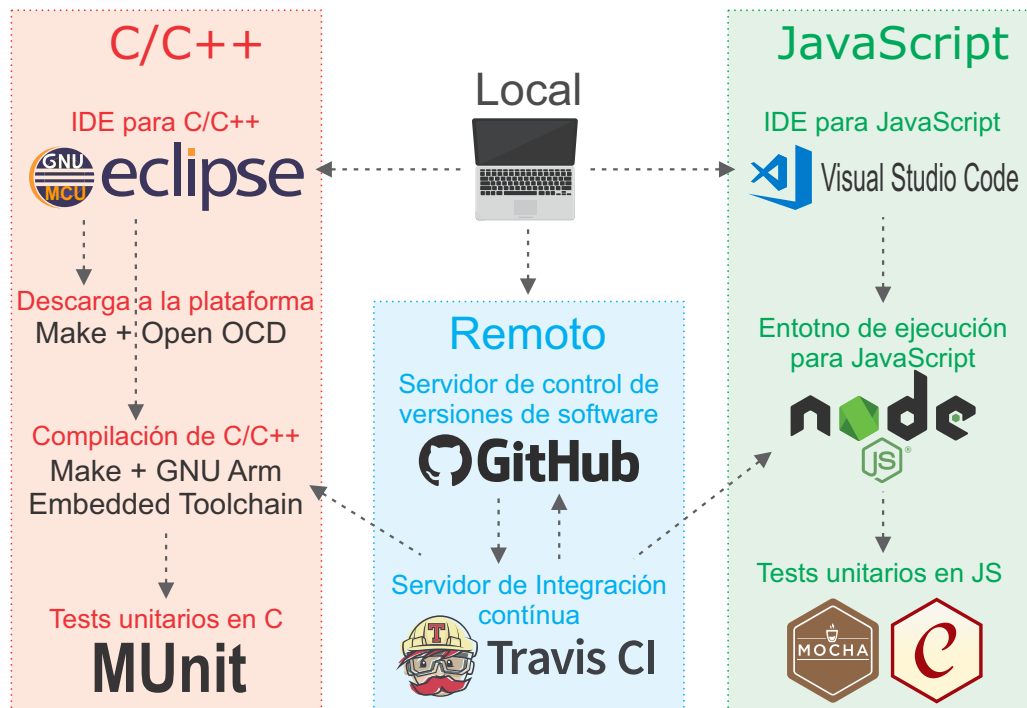 C/C++
IDE para C/C++
GNU
MCU
eclipse
Descarga a la plataforma
Make + Open OCD
Compilación de C/C++
Make + GNU Arm
Embedded Toolchain
Tests unitarios en C
MUnit
Local
Remoto
Servidor de control de
versiones de software
GitHub
Servidor de Integración
contínua
T
Travis CI
JavaScript
IDE para JavaScript
Visual Studio Code
Entotno de ejecución
para JavaScript
node
JS®
Tests unitarios en JS
MOCHA
C